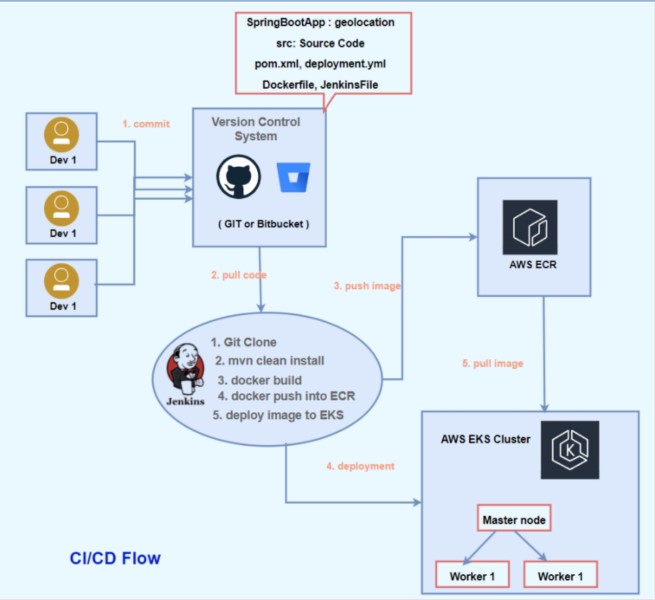 SpringBootApp : geolocation
src: Source Code
pom.xml, deployment.yml
Dockerfile, JenkinsFile
1. commit
Dev 1
Dev 1
Dev 1
Version Control
System
( GIT or Bitbucket )
2. pull code
3. push image
AWS ECR
1. Git Clone
2. mvn clean install
3. docker build
4. docker push into ECR
5. deploy image to EKS
Jenkins
5. pull image
4. deployment
AWS EKS Cluster
K
Master node
Worker 1
Worker 1
CI/CD Flow